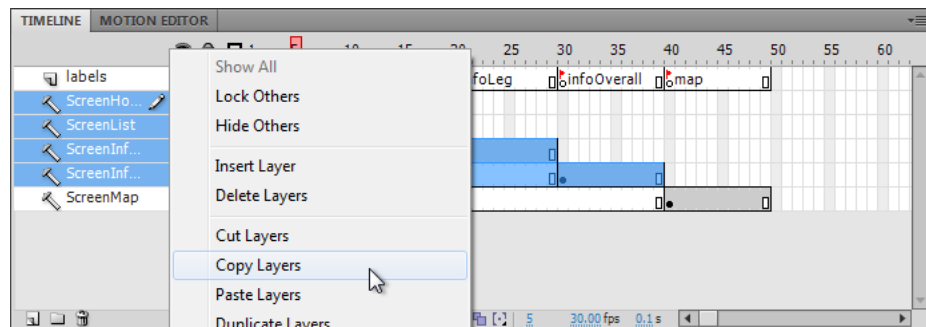 TIMELINE MOTION EDITOR
5 10 15 20 25 30 35 40 45 50 55 60
labels foLeg infoOverall map
ScreenHo...
ScreenList
ScreenInf...
ScreenInf...
ScreenMap
Show All
Lock Others
Hide Others
Insert Layer
Delete Layers
Cut Layers
Copy Layers
Paste Layers
Duplicate Layers
5 30.00 fps 0.1 s